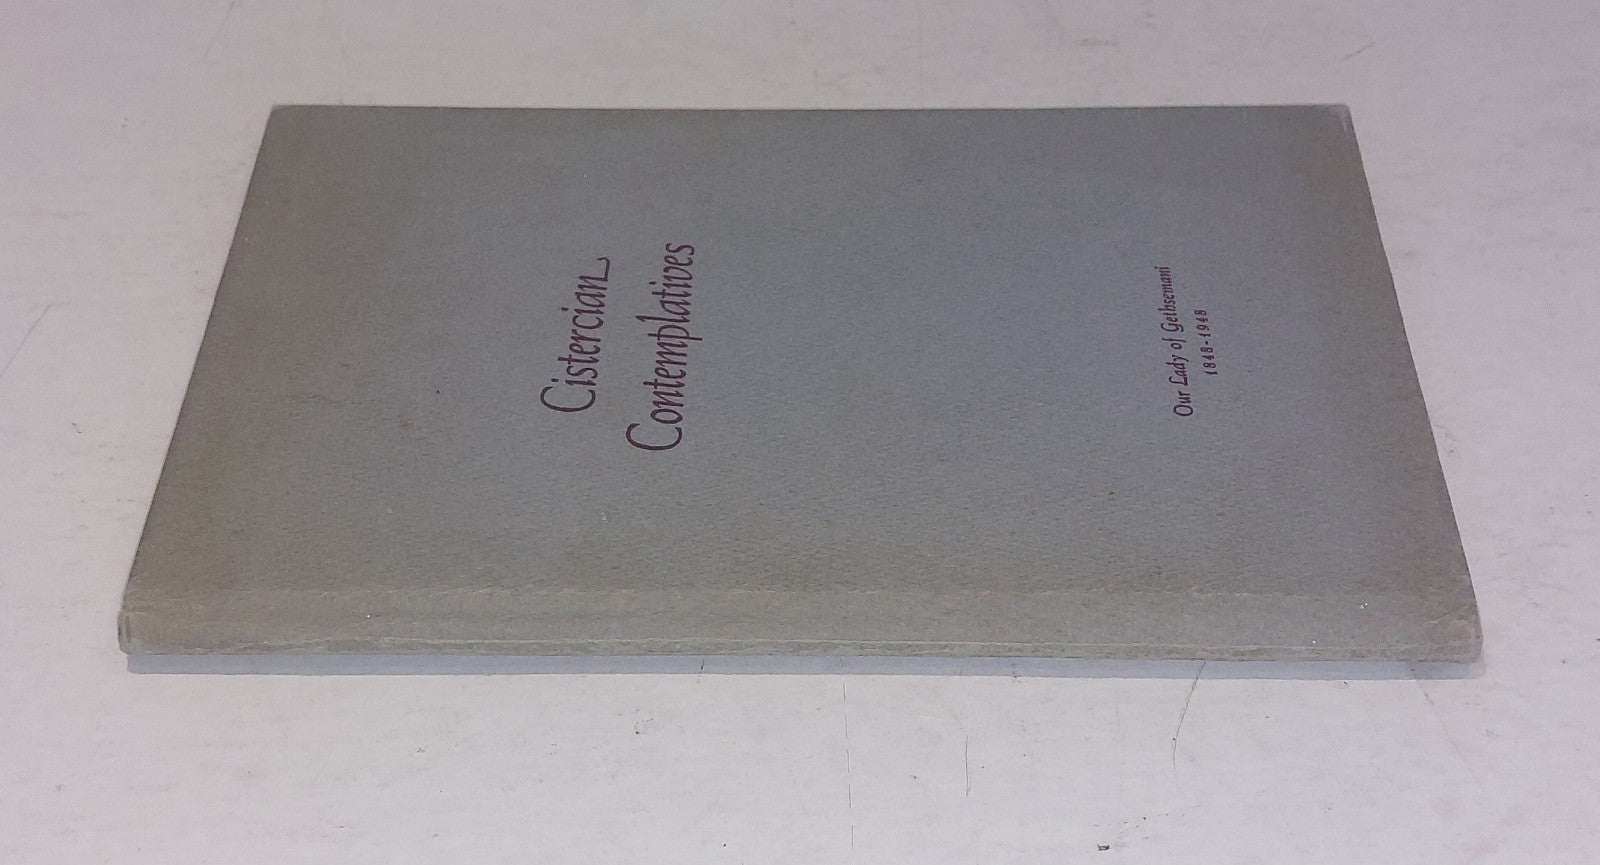 Cistercian
Contemplatives
Our Lady of Gethsemani
1848-1948